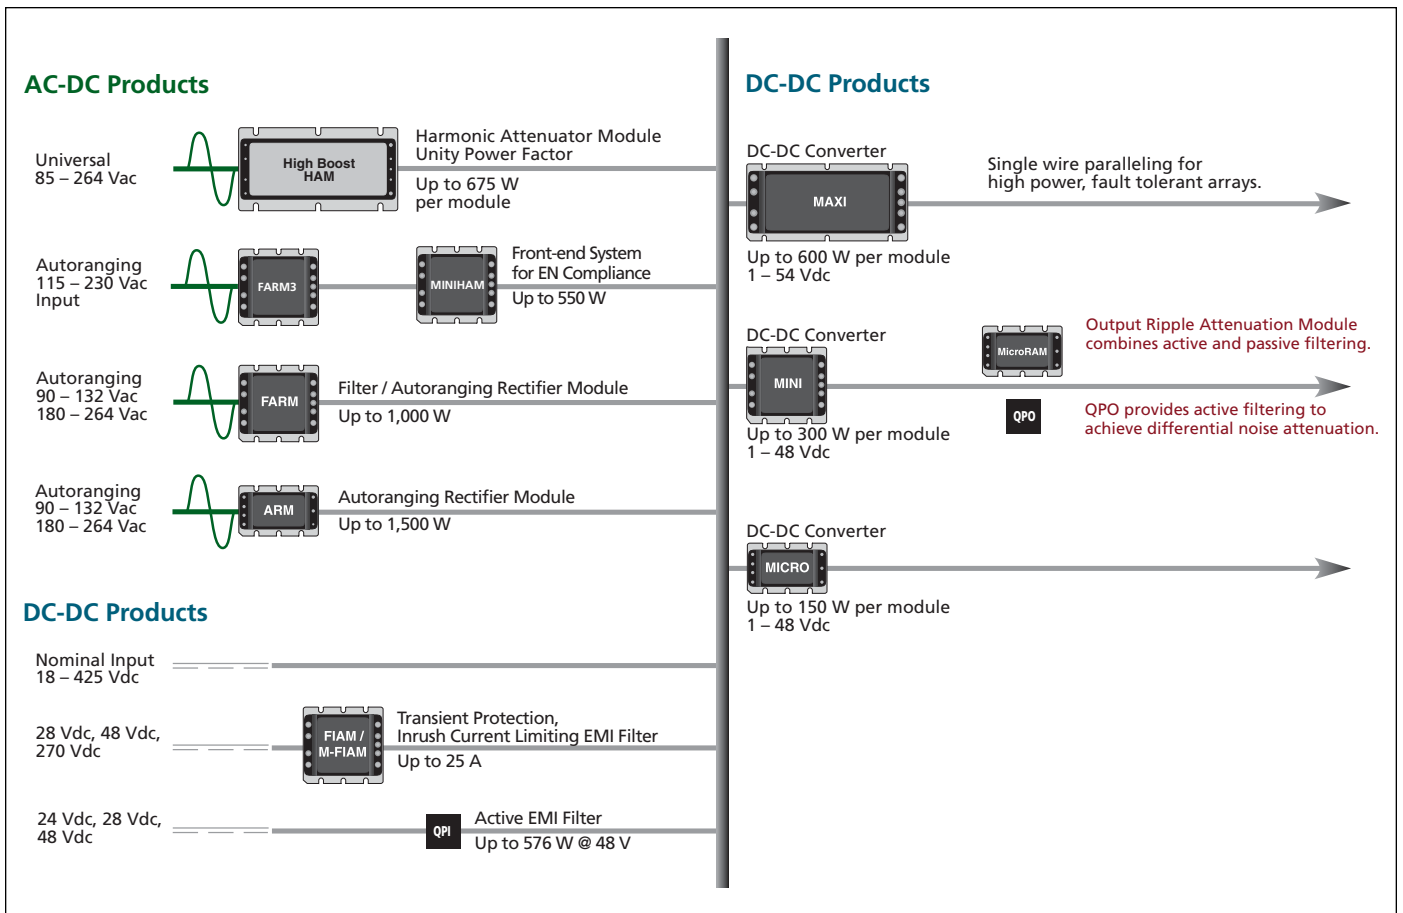 AC-DC Products
Universal
85 – 264 Vac
High Boost
HAM
Harmonic Attenuator Module
Unity Power Factor
Up to 675 W
per module
Autoranging
115 – 230 Vac
Input
FARM3
MINIHAM
Front-end System
for EN Compliance
Up to 550 W
Autoranging
90 – 132 Vac
180 – 264 Vac
FARM
Filter / Autoranging Rectifier Module
Up to 1,000 W
Autoranging
90 – 132 Vac
180 – 264 Vac
ARM
Autoranging Rectifier Module
Up to 1,500 W
DC-DC Products
Nominal Input
18 – 425 Vdc
28 Vdc, 48 Vdc,
270 Vdc
FIAM /
M-FIAM
Transient Protection,
Inrush Current Limiting EMI Filter
Up to 25 A
24 Vdc, 28 Vdc,
48 Vdc
QPI
Active EMI Filter
Up to 576 W @ 48 V
DC-DC Products
DC-DC Converter
MAXI
Up to 600 W per module
1 – 54 Vdc
Single wire paralleling for
high power, fault tolerant arrays.
DC-DC Converter
MINI
Up to 300 W per module
1 – 48 Vdc
MicroRAM
Output Ripple Attenuation Module
combines active and passive filtering.
QPO
QPO provides active filtering to
achieve differential noise attenuation.
DC-DC Converter
MICRO
Up to 150 W per module
1 – 48 Vdc